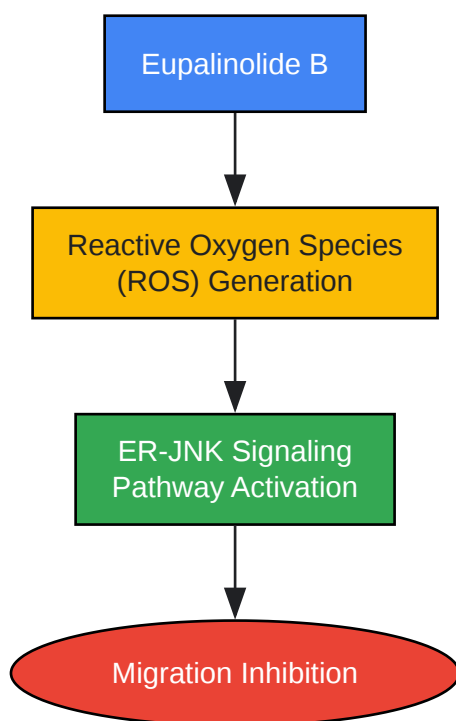 Eupalinolide B
Reactive Oxygen Species
(ROS) Generation
ER-JNK Signaling
Pathway Activation
Migration Inhibition